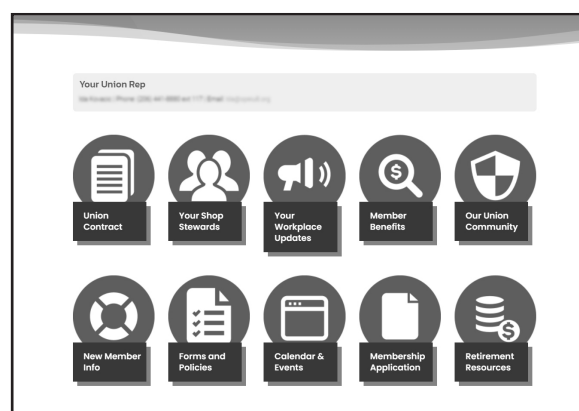 Your Union Rep
Union
Contract
Your Shop
Stewards
Your
Workplace
Updates
Member
Benefits
Our Union
Community
New Member
Info
Forms and
Policies
Calendar &
Events
Membership
Application
Retirement
Resources